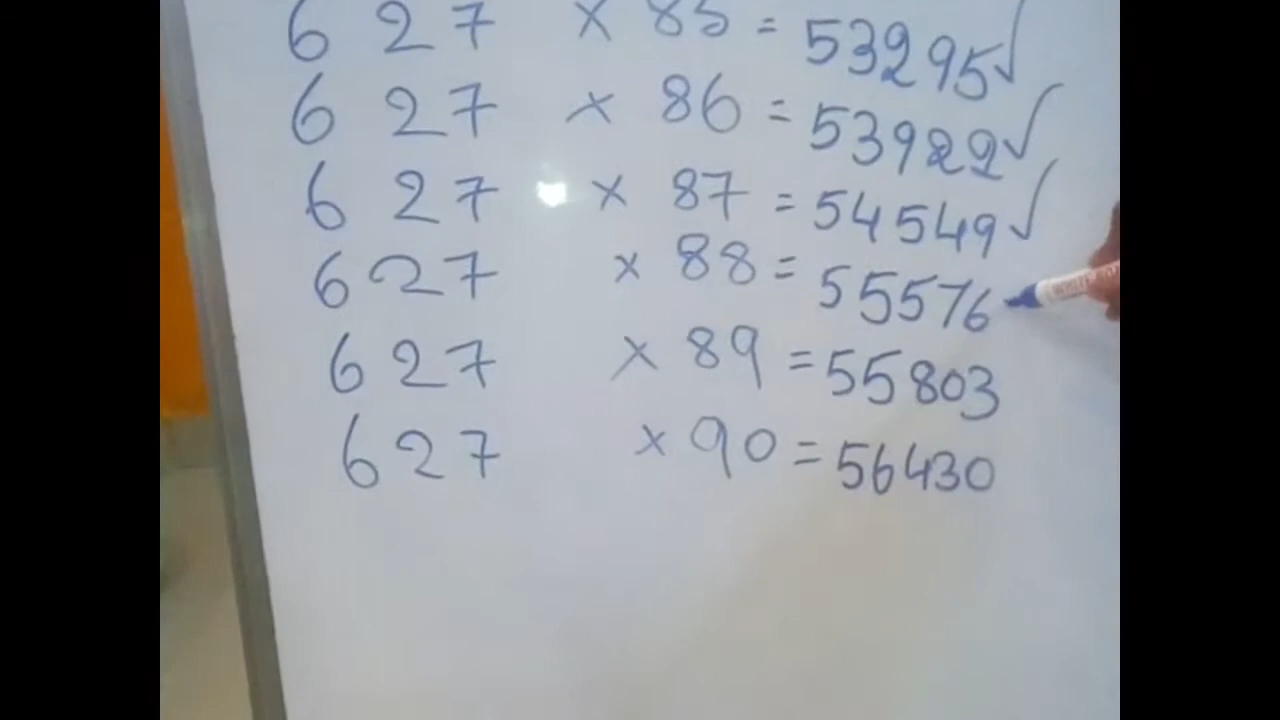 627 × 85 = 53295 ✓
627 × 86 = 53922 ✓
627 × 87 = 54549 ✓
627 × 88 = 55576
627 × 89 = 55803
627 × 90 = 56430